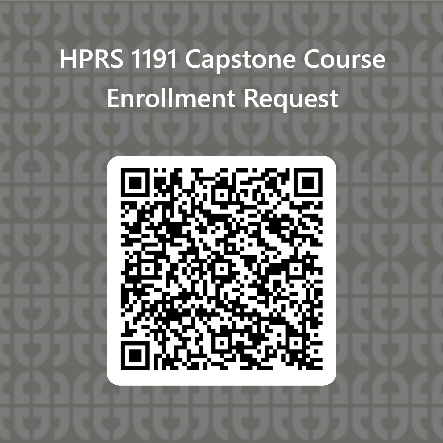 HPRS 1191 Capstone Course
Enrollment Request